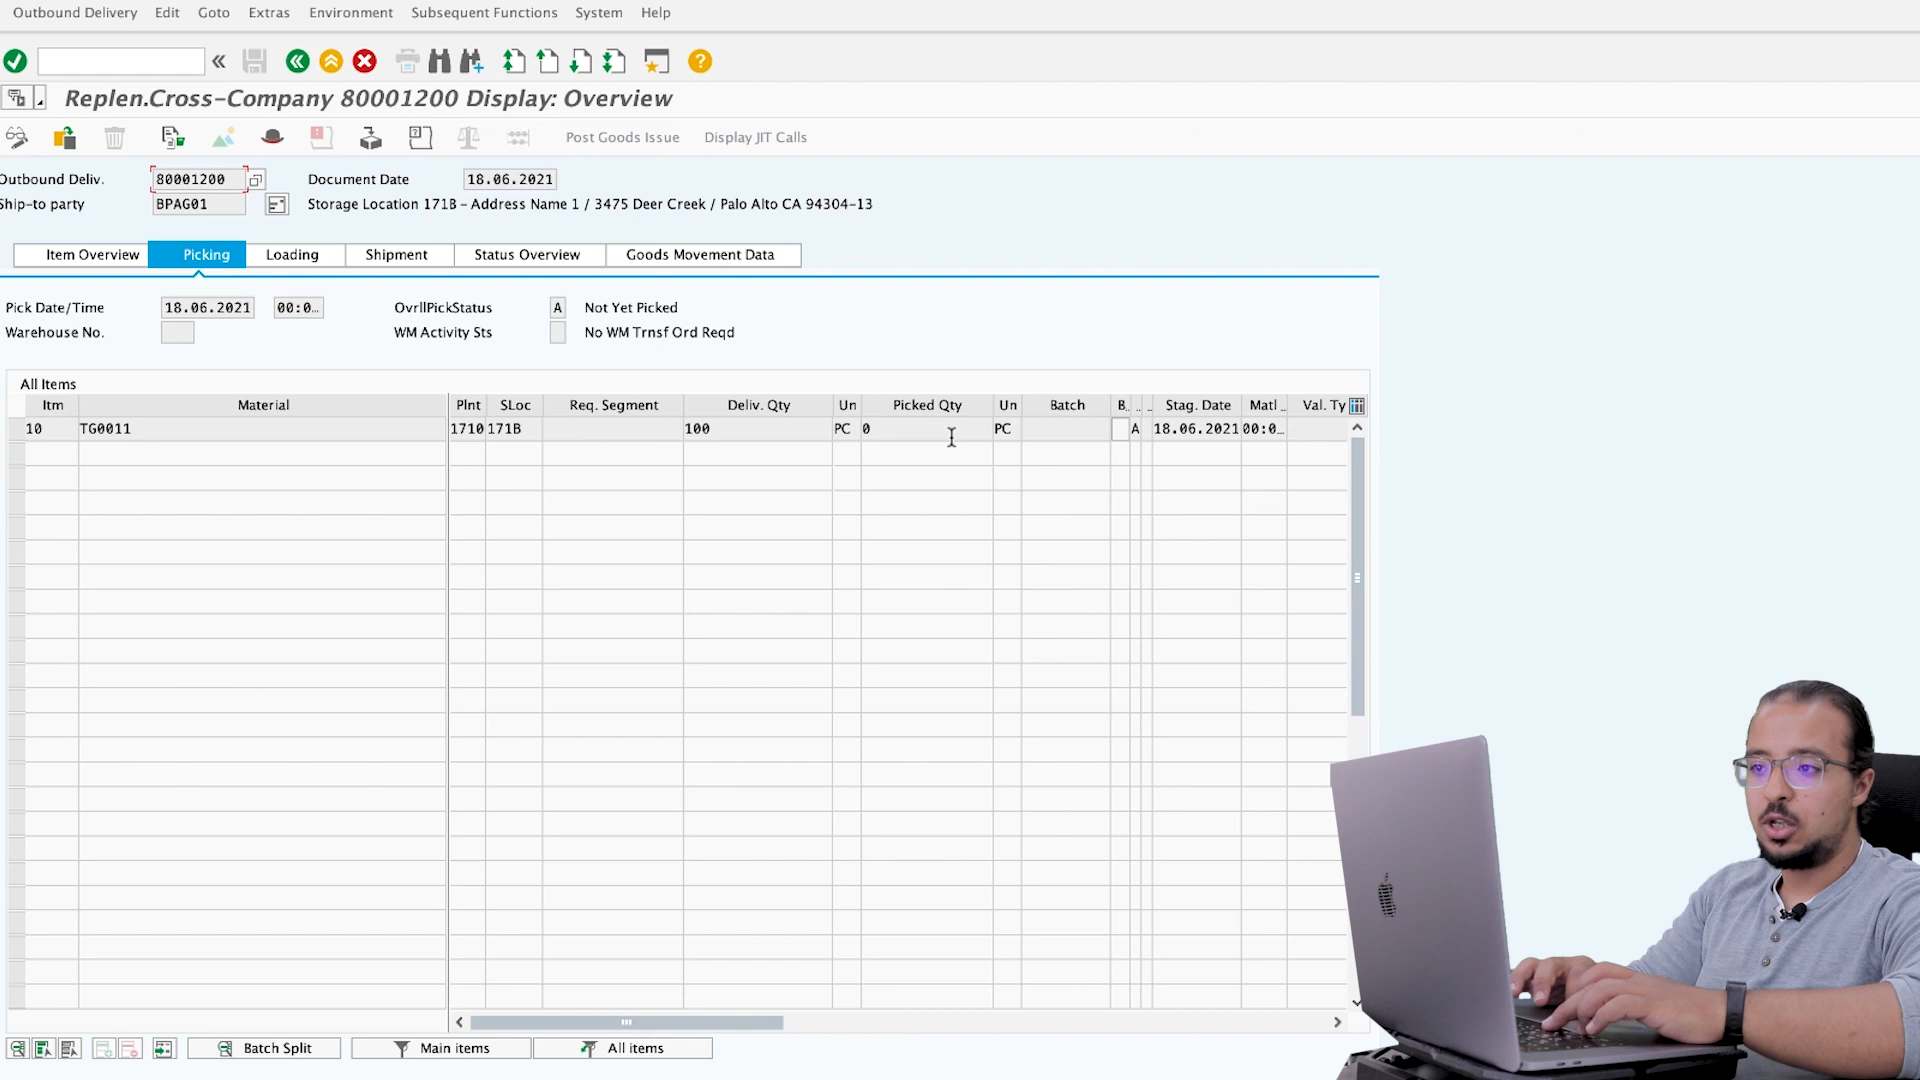 Outbound Delivery Edit Goto Extras Environment Subsequent Functions System Help
Replen.Cross-Company 80001200 Display: Overview
Post Goods Issue Display JIT Calls
Outbound Deliv. 80001200 Document Date 18.06.2021
Ship-to party BPAG01 Storage Location 171B - Address Name 1 / 3475 Deer Creek / Palo Alto CA 94304-13
Item Overview Picking Loading Shipment Status Overview Goods Movement Data
Pick Date/Time 18.06.2021 00:0.. OvrllPickStatus A Not Yet Picked
Warehouse No. WM Activity Sts No WM Trnsf Ord Reqd
All Items
Itm Material Plnt SLoc Req. Segment Deliv. Qty Un Picked Qty Un Batch B.. .. .. Stag. Date Matl .. Val. Ty
10 TG0011 1710 171B 100 PC 0 PC A 18.06.2021 00:0..
Batch Split Main items All items